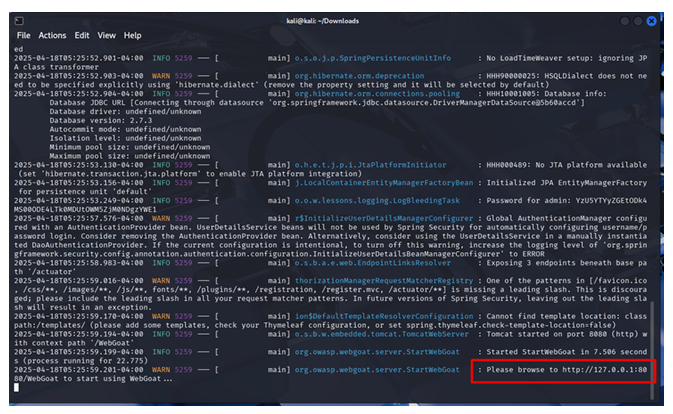 kali@kali: ~/Downloads
File Actions Edit View Help
ed
2025-04-18T05:25:52.901-04:00 INFO 5259 — [ main] o.s.o.j.p.SpringPersistenceUnitInfo : No LoadTimeWeaver setup: ignoring JP
A class transformer
2025-04-18T05:25:52.903-04:00 WARN 5259 — [ main] org.hibernate.orm.deprecation : HHH90000025: HSQLDialect does not ne
ed to be specified explicitly using 'hibernate.dialect' (remove the property setting and it will be selected by default)
2025-04-18T05:25:52.904-04:00 INFO 5259 — [ main] org.hibernate.orm.connections.pooling : HHH10001005: Database info:
Database JDBC URL [Connecting through datasource 'org.springframework.jdbc.datasource.DriverManagerDataSource@5b60accd']
Database driver: undefined/unknown
Database version: 2.7.3
Autocommit mode: undefined/unknown
Isolation level: undefined/unknown
Minimum pool size: undefined/unknown
Maximum pool size: undefined/unknown
2025-04-18T05:25:53.130-04:00 INFO 5259 — [ main] o.h.e.t.j.p.i.JtaPlatformInitiator : HHH000489: No JTA platform available
(set 'hibernate.transaction.jta.platform' to enable JTA platform integration)
2025-04-18T05:25:53.156-04:00 INFO 5259 — [ main] j.LocalContainerEntityManagerFactoryBean : Initialized JPA EntityManagerFactory
for persistence unit 'default'
2025-04-18T05:25:53.249-04:00 INFO 5259 — [ main] o.o.w.lessons.logging.LogBleedingTask : Password for admin:
2025-04-18T05:25:57.576-04:00 WARN 5259 — [ main] r$InitializeUserDetailsManagerConfigurer : Global AuthenticationManager configu
red with an AuthenticationProvider bean. UserDetailsService beans will not be used by Spring Security for automatically configuring username/p
assword login. Consider removing the AuthenticationProvider bean. Alternatively, consider using the UserDetailsService in a manually instantia
ted DaoAuthenticationProvider. If the current configuration is intentional, to turn off this warning, increase the logging level of 'org.sprin
gframework.security.config.annotation.authentication.configuration.InitializeUserDetailsBeanManagerConfigurer' to ERROR
2025-04-18T05:25:58.983-04:00 INFO 5259 — [ main] o.s.b.a.e.web.EndpointLinksResolver : Exposing 3 endpoints beneath base pa
th '/actuator'
2025-04-18T05:25:59.016-04:00 WARN 5259 — [ main] thorizationManagerRequestMatcherRegistry : One of the patterns in [/favicon.ico
, /css/**, /images/**, /js/**, fonts/**, /plugins/**, /registration, /register.mvc, /actuator/**] is missing a leading slash. This is discoura
ged; please include the leading slash in all your request matcher patterns. In future versions of Spring Security, leaving out the leading sla
sh will result in an exception.
2025-04-18T05:25:59.170-04:00 WARN 5259 — [ main] ion$DefaultTemplateResolverConfiguration : Cannot find template location: class
path:/templates/ (please add some templates, check your Thymeleaf configuration, or set spring.thymeleaf.check-template-location=false)
2025-04-18T05:25:59.194-04:00 INFO 5259 — [ main] o.s.b.w.embedded.tomcat.TomcatWebServer : Tomcat started on port 8080 (http) w
ith context path '/WebGoat'
2025-04-18T05:25:59.199-04:00 INFO 5259 — [ main] org.owasp.webgoat.server.StartWebGoat : Started StartWebGoat in 7.506 second
s (process running for 22.775)
2025-04-18T05:25:59.201-04:00 WARN 5259 — [ main] org.owasp.webgoat.server.StartWebGoat : Please browse to http://127.0.0.1:80
80/WebGoat to start using WebGoat...